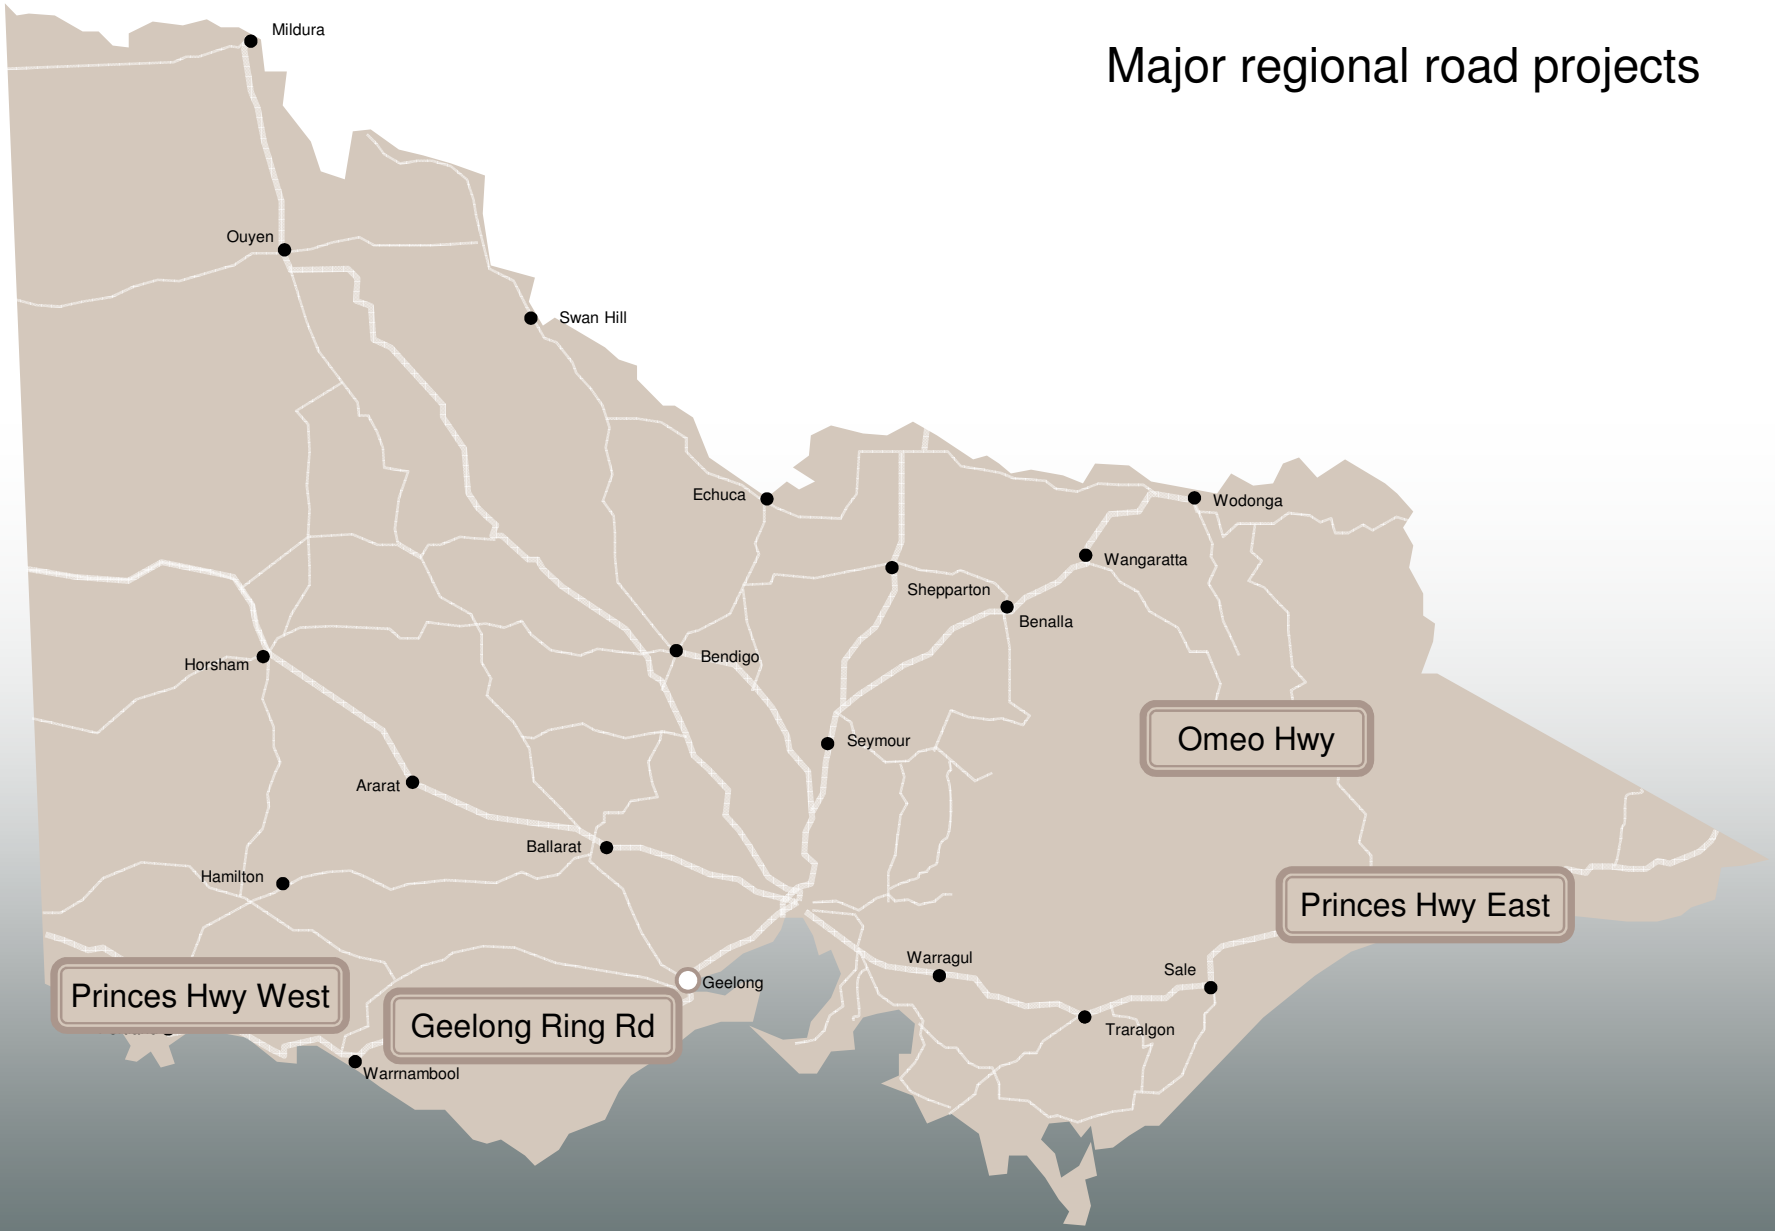 Major regional road projects
Mildura
Ouyen
Swan Hill
Echuca
Wodonga
Wangaratta
Shepparton
Benalla
Horsham
Bendigo
Omeo Hwy
Seymour
Ararat
Ballarat
Hamilton
Princes Hwy East
Warragul
Sale
Geelong
Princes Hwy West
Geelong Ring Rd
Traralgon
Warrnambool